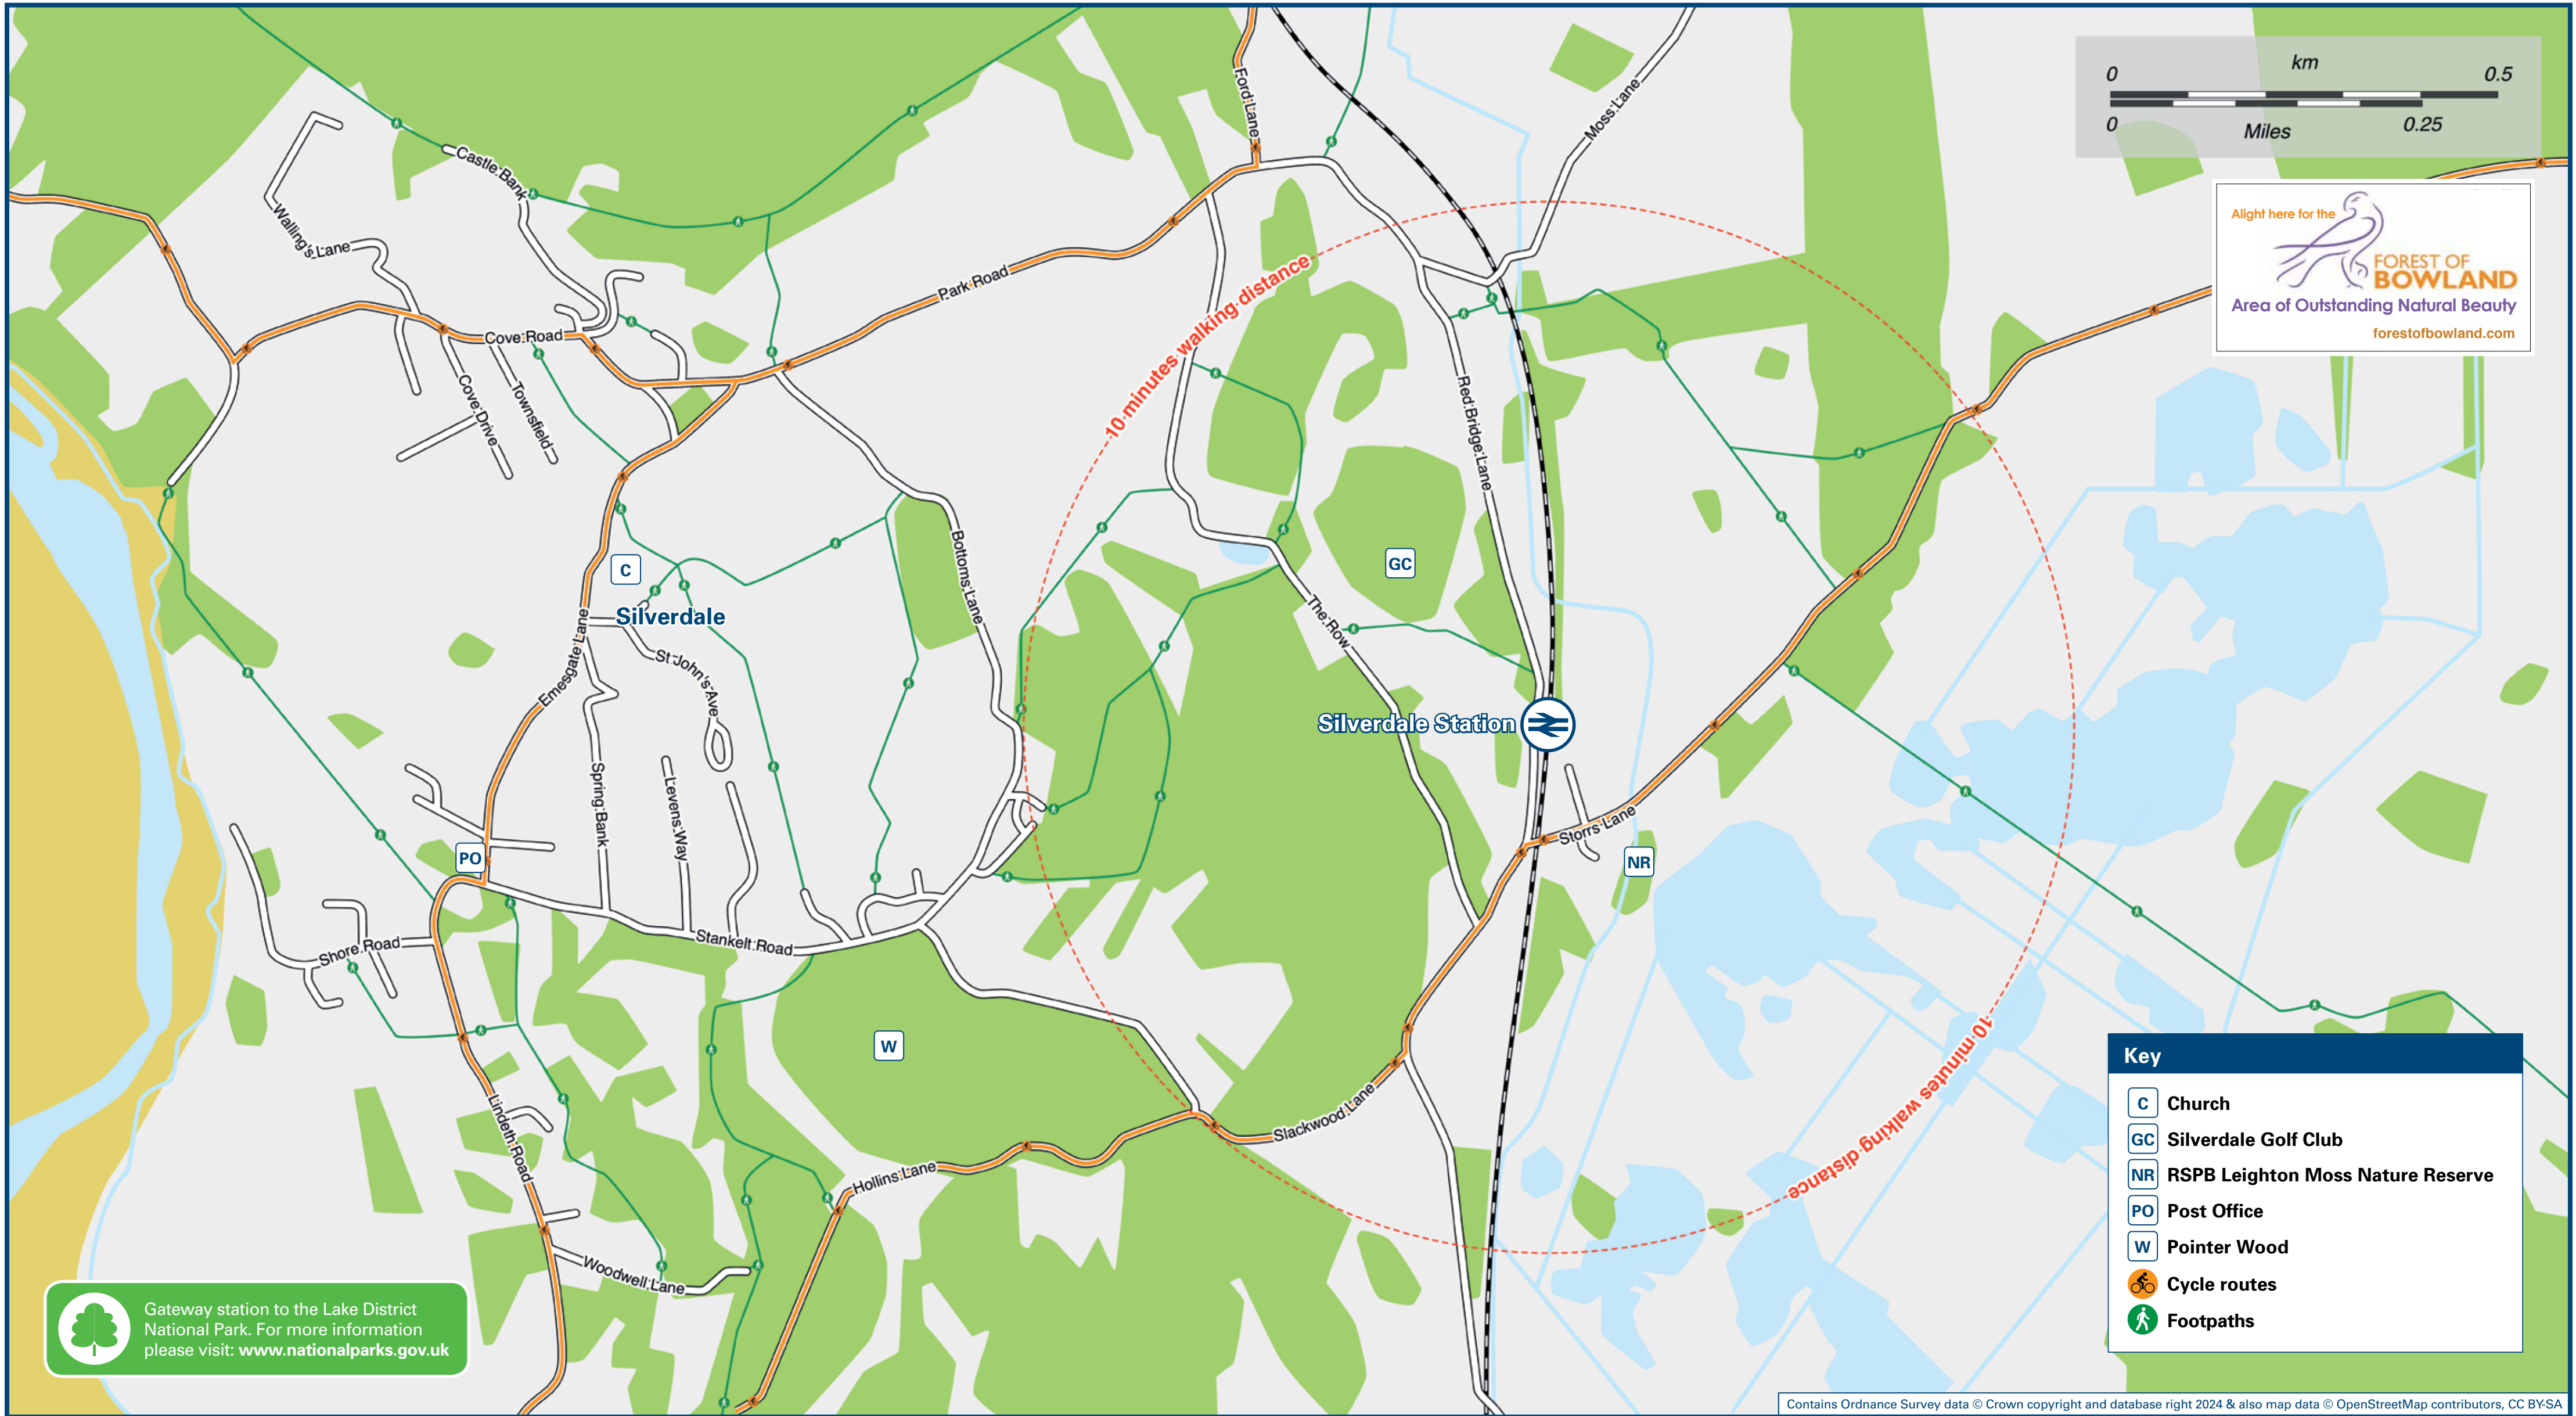 km
0 0.5
0 Miles 0.25
Alight here for the
FOREST OF
BOWLAND
Area of Outstanding Natural Beauty
forestofbowland.com
Ford Lane
Moss Lane
Castle Bank
Walling's Lane
Park Road
Cove Road
Cove Drive
Townsfield
10 minutes walking distance
Red Bridge Lane
Bottoms Lane
C
GC
Silverdale
The Row
Emesgate Lane
St John's Ave
Silverdale Station
Spring Bank
Levens Way
Storrs Lane
PO
NR
Stankelt Road
Shore Road
W
10 minutes walking distance
Lindeth Road
Slackwood Lane
Hollins Lane
Woodwell Lane
Key
C Church
GC Silverdale Golf Club
NR RSPB Leighton Moss Nature Reserve
PO Post Office
W Pointer Wood
Cycle routes
Footpaths
Gateway station to the Lake District
National Park. For more information
please visit: www.nationalparks.gov.uk
Contains Ordnance Survey data © Crown copyright and database right 2024 & also map data © OpenStreetMap contributors, CC BY-SA